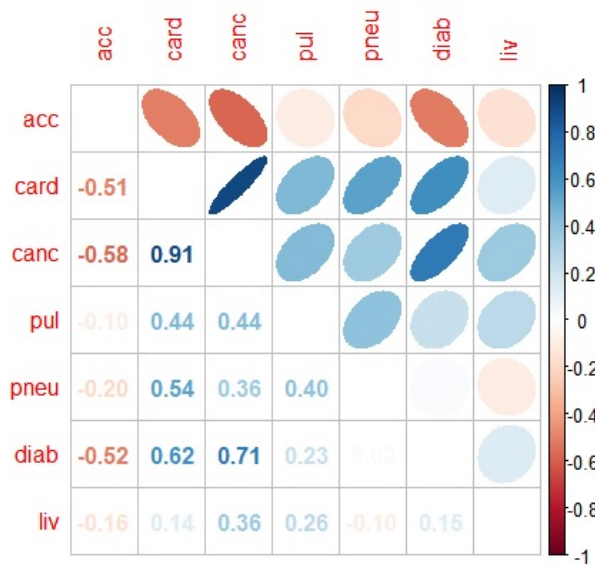 acc card canc pul pneu diab liv
acc
card -0.51
canc -0.58 0.91
pul -0.10 0.44 0.44
pneu -0.20 0.54 0.36 0.40
diab -0.52 0.62 0.71 0.23 0.02
liv -0.16 0.14 0.36 0.26 -0.10 0.15
1
0.8
0.6
0.4
0.2
0
-0.2
-0.4
-0.6
-0.8
-1